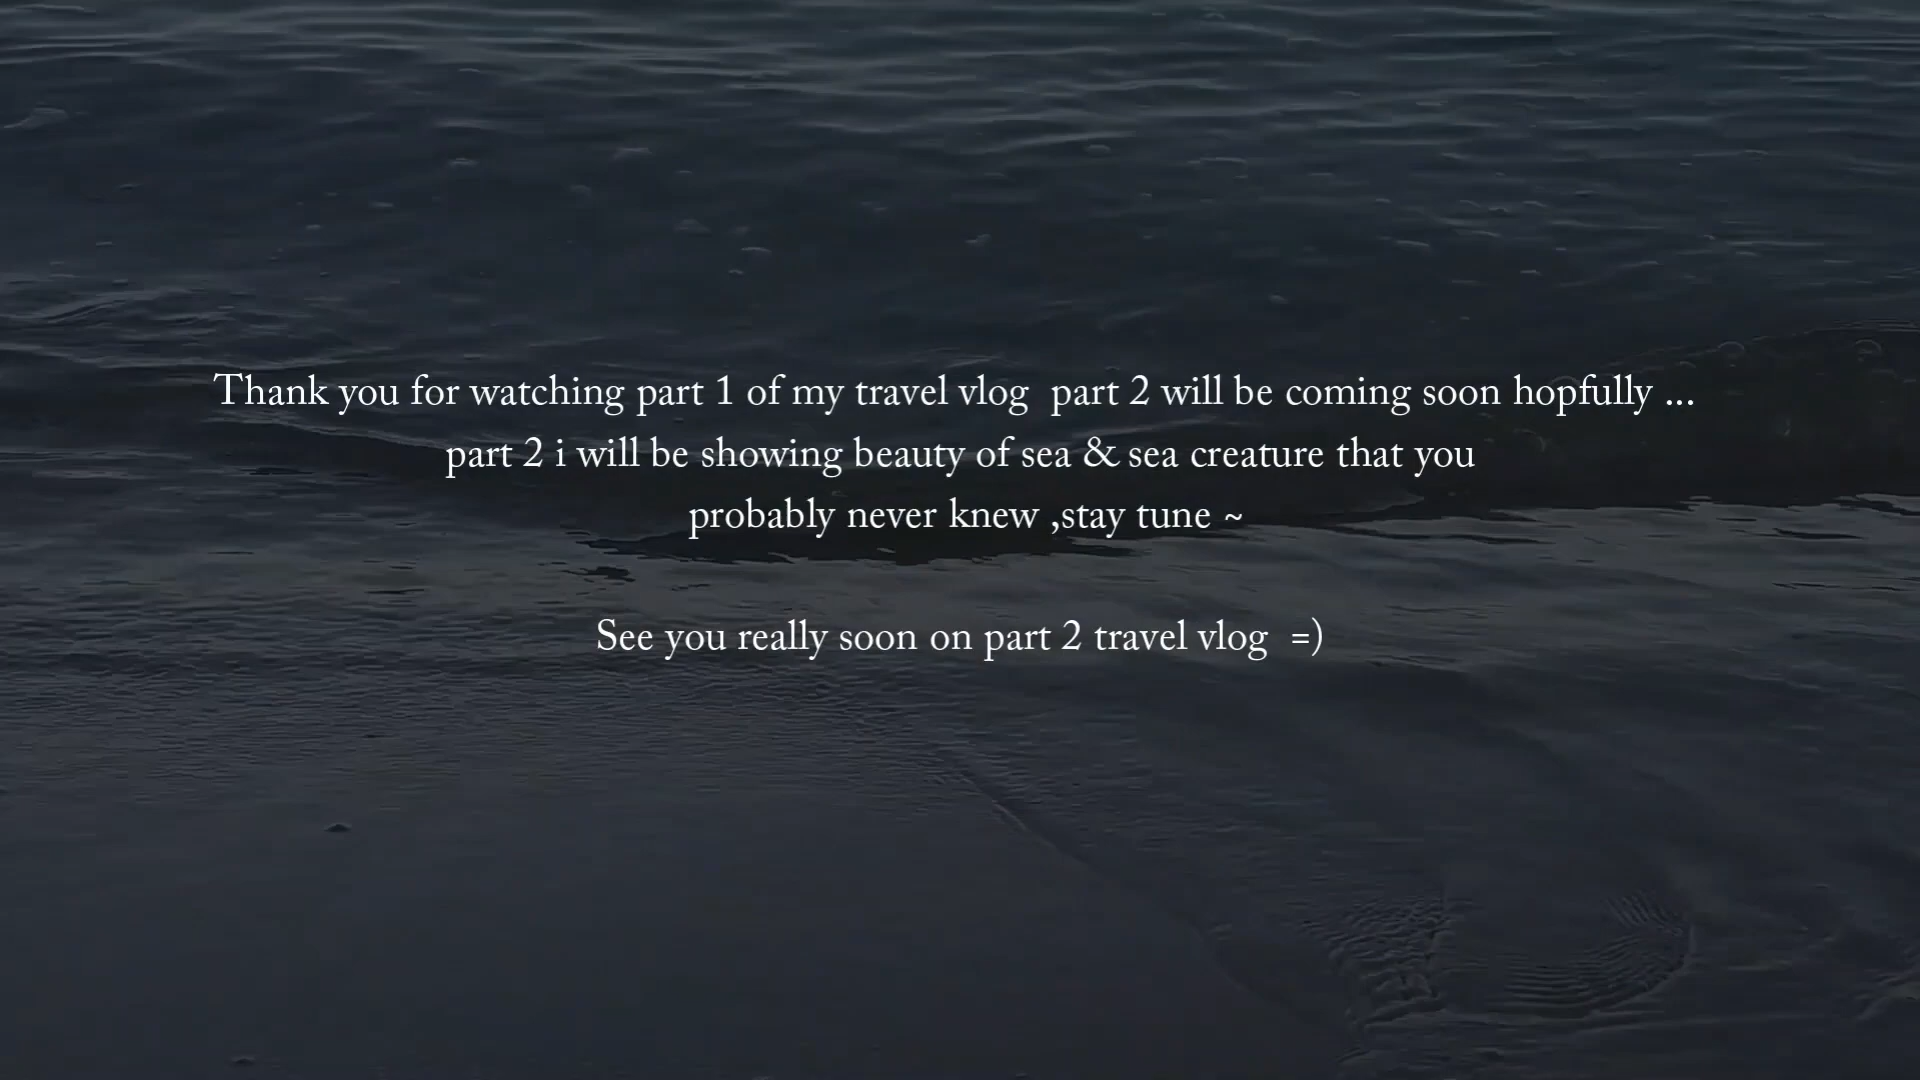 Thank you for watching part 1 of my travel vlog  part 2 will be coming soon hopfully ...
part 2 i will be showing beauty of sea & sea creature that you
probably never knew ,stay tune ~
See you really soon on part 2 travel vlog  =)